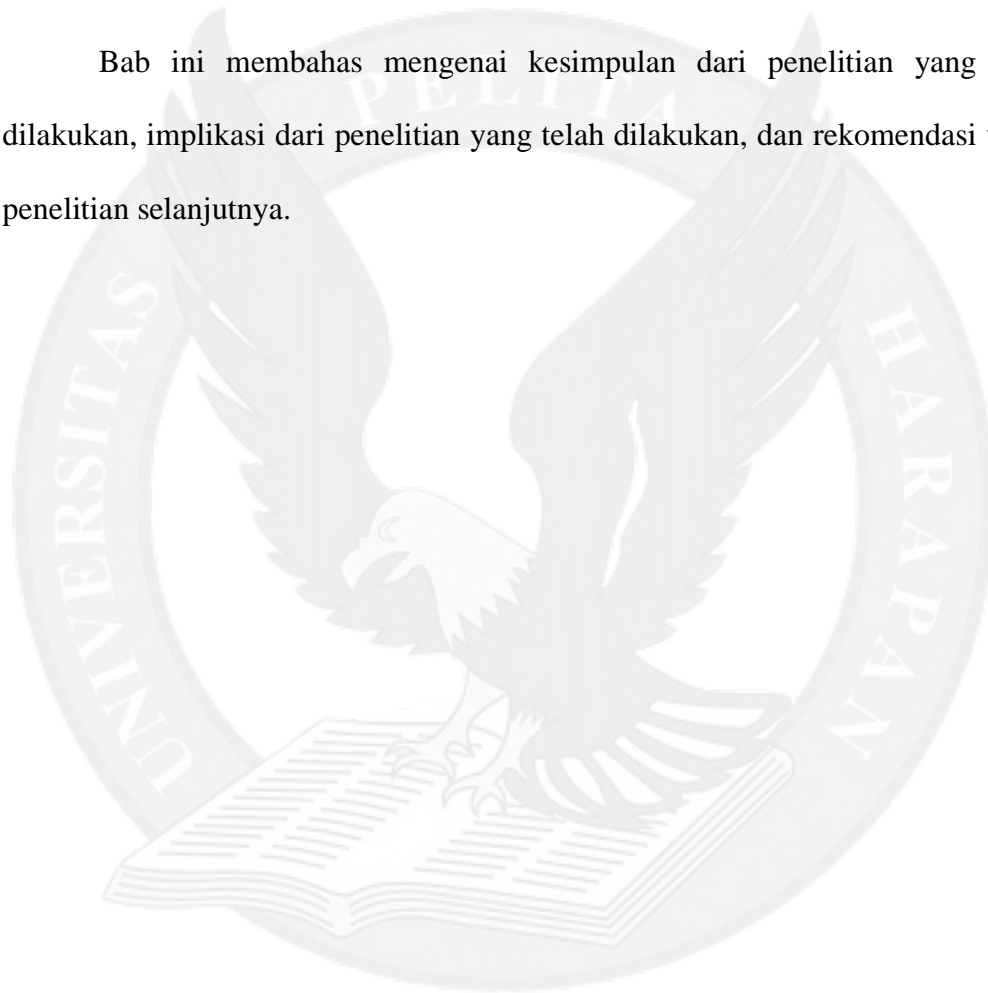 Bab ini membahas mengenai kesimpulan dari penelitian yang
dilakukan, implikasi dari penelitian yang telah dilakukan, dan rekomendasi
penelitian selanjutnya.
UNIVERSITAS PELITA HARAPAN